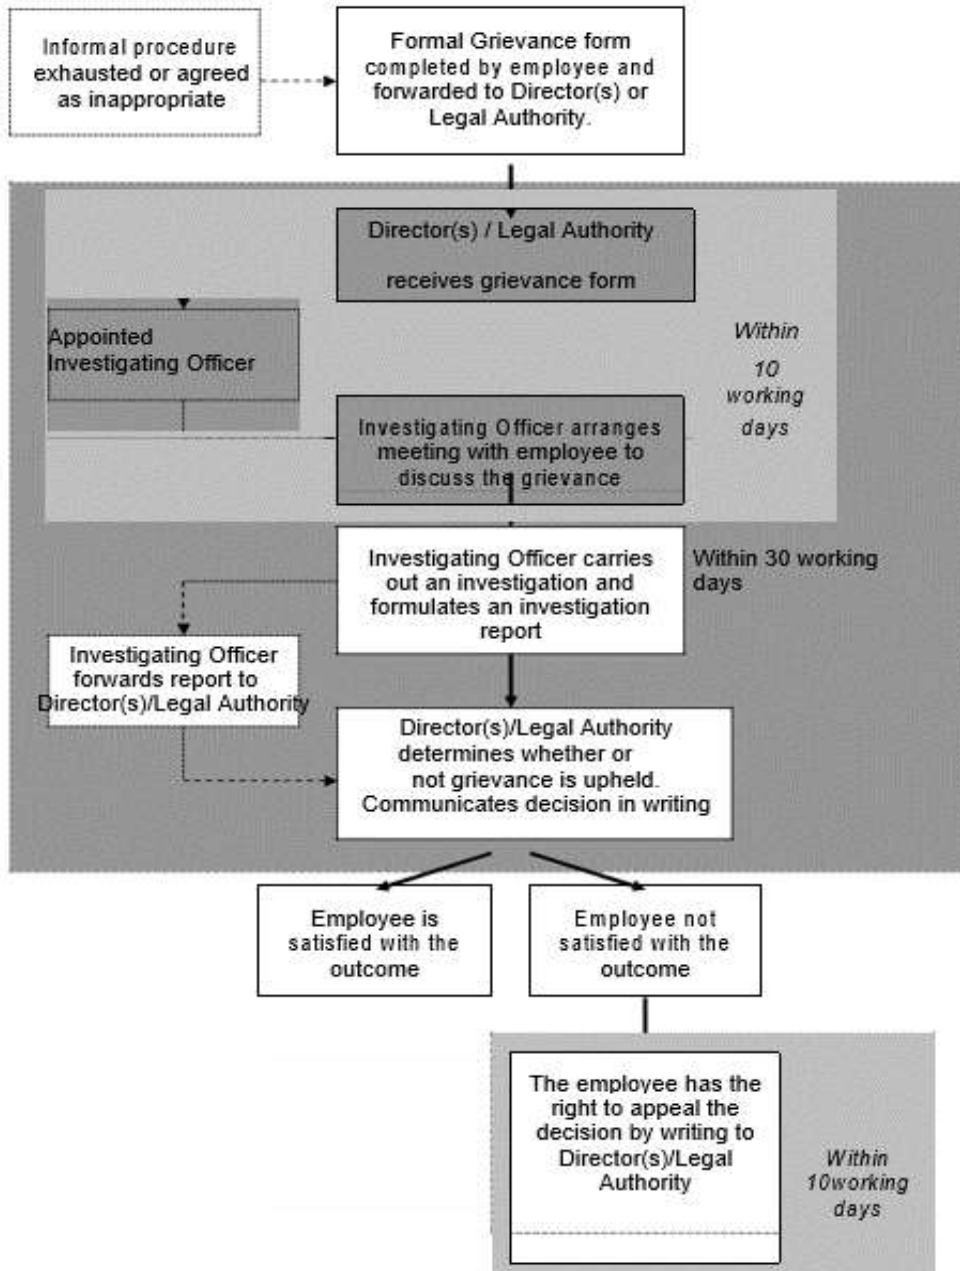 Informal procedure
exhausted or agreed
as inappropriate
Formal Grievance form
completed by employee and
forwarded to Director(s) or
Legal Authority.
Director(s) / Legal Authority
receives grievance form
Appointed
Investigating Officer
Within
10
working
days
Investigating Officer arranges
meeting with employee to
discuss the grievance
Investigating Officer carries
out an investigation and
formulates an investigation
report
Within 30 working
days
Investigating Officer
forwards report to
Director(s)/Legal Authority
Director(s)/Legal Authority
determines whether or
not grievance is upheld.
Communicates decision in writing
Employee is
satisfied with the
outcome
Employee not
satisfied with the
outcome
The employee has the
right to appeal the
decision by writing to
Director(s)/Legal
Authority
Within
10working
days